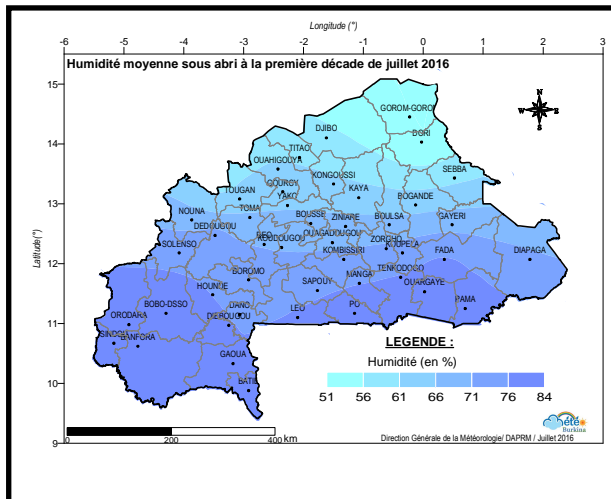 Longitude (°)
-6 -5 -4 -3 -2 -1 0 1 2 3
Humidité moyenne sous abri à la première décade de juillet 2016
15
GOROM-GOROM
DJIBO
DORI
14
TITAO
OUAHIGOUYA
KONGOUSSI
SEBBA
TOUGAN
GOURCY
YAKO
KAYA
BOGANDE
13
NOUNA
TOMA
BOUSSE
ZINIARE
BOULSA
GAYERI
DEDOUGOU
REO
KOUDOUGOU
OUAGADOUGOU
ZORGHO
KOUPELA
SOLENSO
KOMBISSIRI
FADA
DIAPAGA
Latitude(°)
12
BOROMO
MANGA
TENKODOGO
HOUNDE
SAPOUY
OUARGAYE
BOBO-DSSO
DANO
LEO
PO
PAMA
ORODARA
DIEBOUGOU
11
SINDOU
BANFORA
LEGENDE :
GAOUA
Humidité (en %)
BATIE
10
51 56 61 66 71 76 84
météo
Burkina
9
0 200 400 km
Direction Générale de la Météorologie/ DAPRM / Juillet 2016
N
W E
S